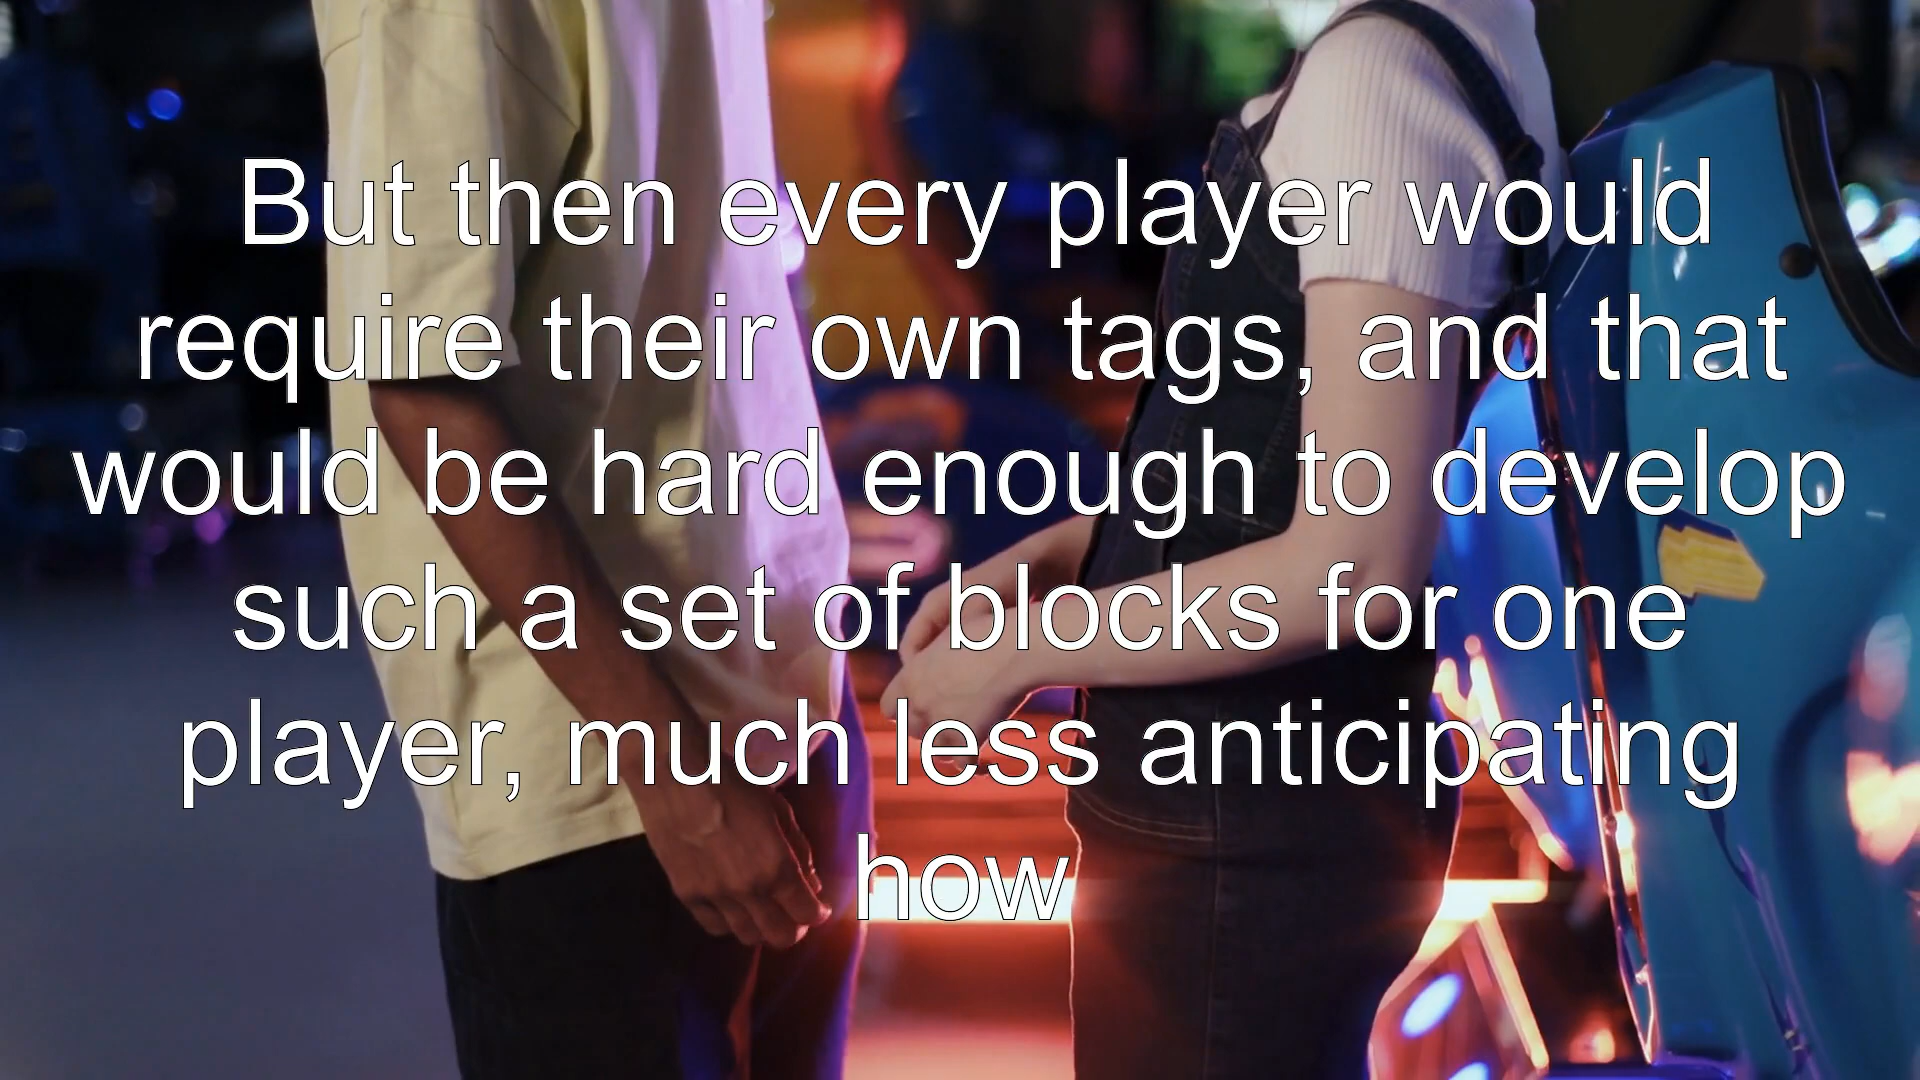 But then every player would
require their own tags, and that
would be hard enough to develop
such a set of blocks for one
player, much less anticipating
how